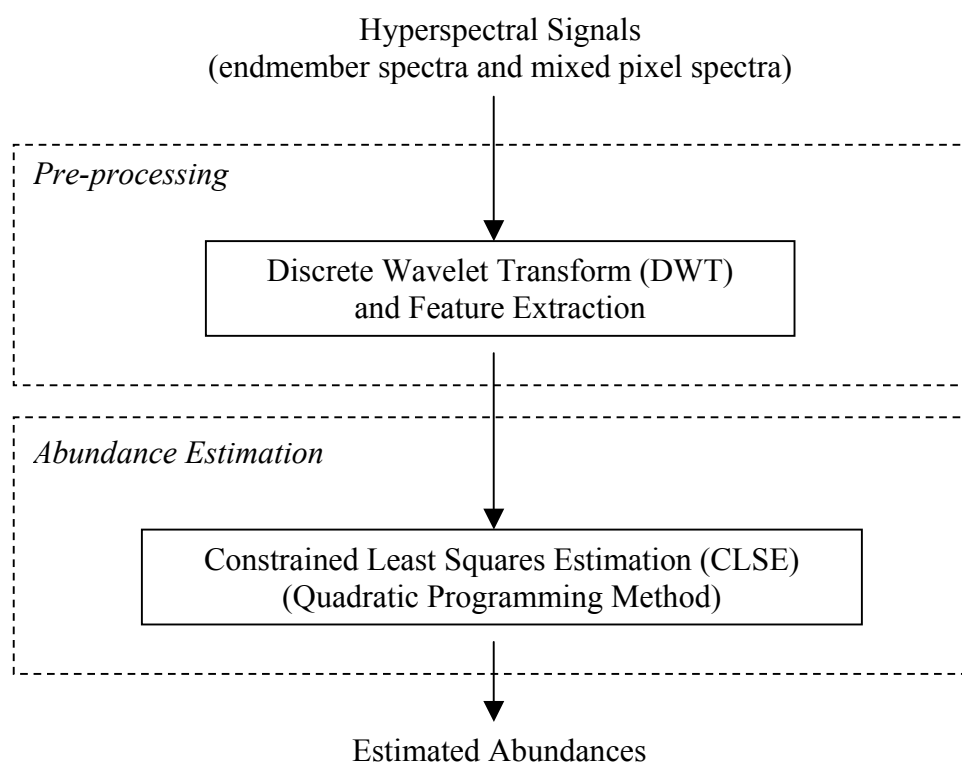 Hyperspectral Signals
(endmember spectra and mixed pixel spectra)
Pre-processing
Discrete Wavelet Transform (DWT)
and Feature Extraction
Abundance Estimation
Constrained Least Squares Estimation (CLSE)
(Quadratic Programming Method)
Estimated Abundances